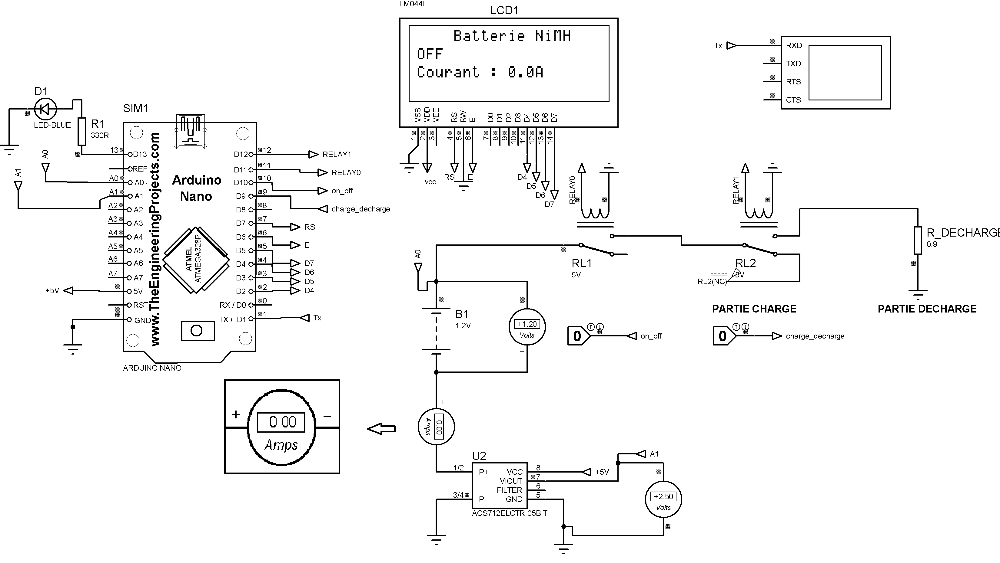 LM044L
LCD1
Batterie NiMH
OFF
Courant : 0.0A
VSS
VDD
VEE
RS
RW
E
D0
D1
D2
D3
D4
D5
D6
D7
1
2
3
4
5
6
7
8
9
10
11
12
13
14
vcc
RS
E
D4
D5
D6
D7
Tx
RXD
TXD
RTS
CTS
D1
LED-BLUE
R1
330R
A0
A1
SIM1
www.TheEngineeringProjects.com
Arduino
Nano
ATMEL
ATMEGA328P
13
D13
REF
A0
A0
A1
A1
A2
A2
A3
A3
A4
A4
A5
A5
A6
A6
A7
A7
+5V
5V
RST
GND
D12
12
RELAY1
D11
11
RELAY0
D10
10
on_off
D9
9
charge_decharge
D8
8
D7
7
RS
D6
6
E
D5
5
D7
D4
4
D6
D3
3
D5
D2
2
D4
RX / D0
0
TX / D1
1
Tx
ARDUINO NANO
RELAY0
RELAY1
RL1
5V
RL2
5V
RL2(NC)
R_DECHARGE
0.9
PARTIE CHARGE
PARTIE DECHARGE
A0
B1
1.2V
+
+1.20
Volts
−
0
on_off
0
charge_decharge
+
0.00
Amps
−
+
0.00
Amps
−
U2
1/2
IP+
3/4
IP-
VCC
8
+5V
VIOUT
7
FILTER
6
GND
5
ACS712ELCTR-05B-T
A1
+
+2.50
Volts
−